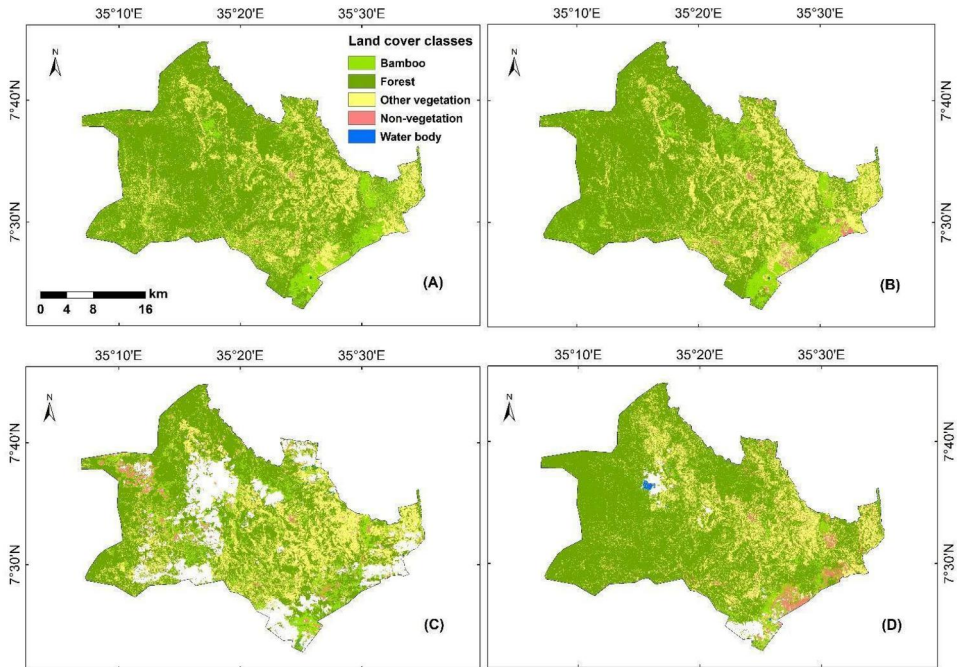 35°10'E 35°20'E 35°30'E
35°10'E 35°20'E 35°30'E
N
Land cover classes
Bamboo
Forest
Other vegetation
Non-vegetation
Water body
7°40'N
7°30'N
(A)
km
0 4 8 16
N
7°40'N
7°30'N
(B)
35°10'E 35°20'E 35°30'E
35°10'E 35°20'E 35°30'E
N
7°40'N
7°30'N
(C)
N
7°40'N
7°30'N
(D)